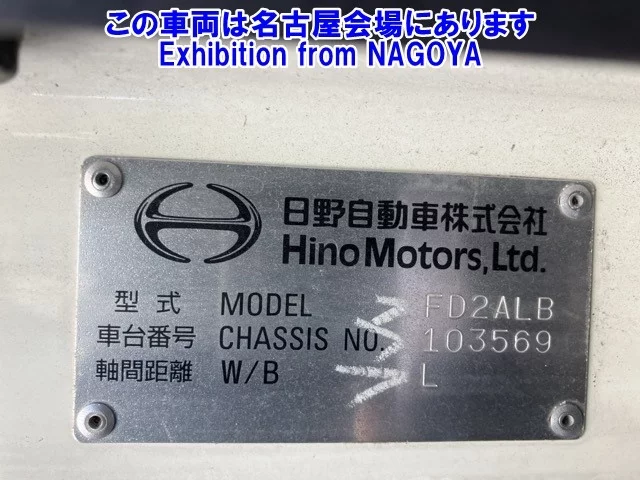 この車両は名古屋会場にあります
Exhibition from NAGOYA
日野自動車株式会社
Hino Motors, Ltd.
型式 MODEL FD2ALB
車台番号 CHASSIS NO. 103569
軸間距離 W/B L